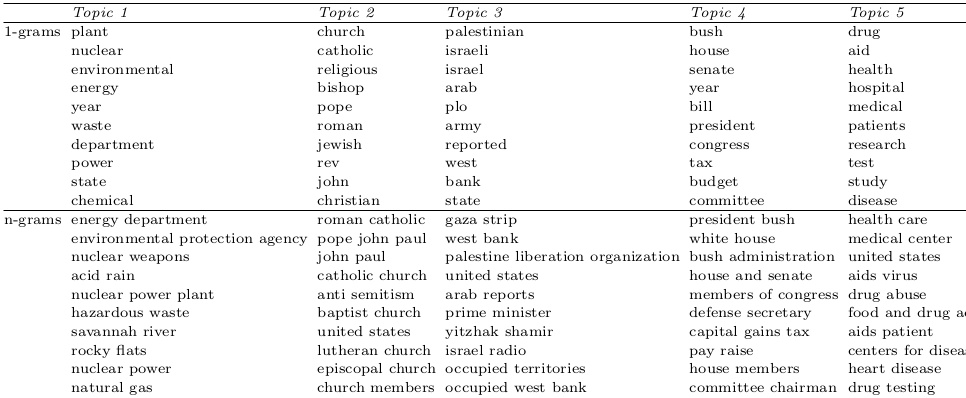 Topic 1 Topic 2 Topic 3 Topic 4 Topic 5
1-grams plant church palestinian bush drug
nuclear catholic israeli house aid
environmental religious israel senate health
energy bishop arab year hospital
year pope plo bill medical
waste roman army president patients
department jewish reported congress research
power rev west tax test
state john bank budget study
chemical christian state committee disease
n-grams energy department roman catholic gaza strip president bush health care
environmental protection agency pope john paul west bank white house medical center
nuclear weapons john paul palestine liberation organization bush administration united states
acid rain catholic church united states house and senate aids virus
nuclear power plant anti semitism arab reports members of congress drug abuse
hazardous waste baptist church prime minister defense secretary food and drug
savannah river united states yitzhak shamir capital gains tax aids patient
rocky flats lutheran church israel radio pay raise centers for
nuclear power episcopal church occupied territories house members heart disease
natural gas church members occupied west bank committee chairman drug testing